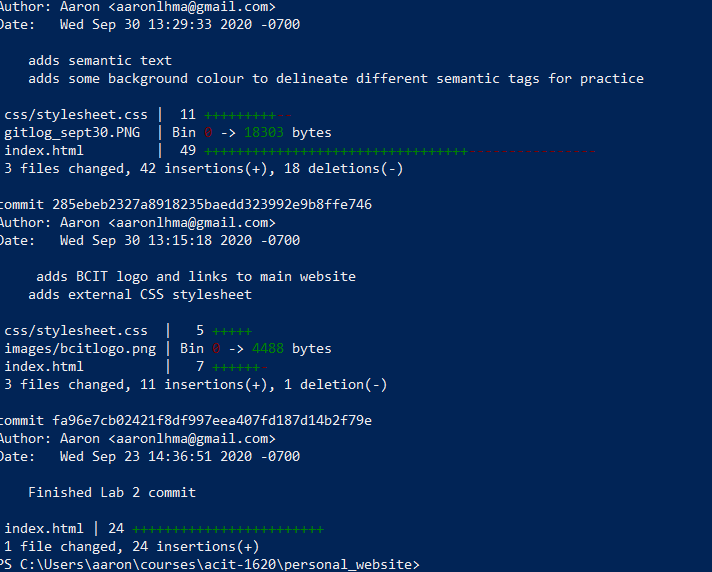 Author: Aaron <aaronlhma@gmail.com>
Date:   Wed Sep 30 13:29:33 2020 -0700
    adds semantic text
    adds some background colour to delineate different semantic tags for practice
 css/stylesheet.css |  11 +++++++++--
 gitlog_sept30.PNG  | Bin 0 -> 18303 bytes
 index.html         |  49 +++++++++++++++++++++++++++++++++----------------
 3 files changed, 42 insertions(+), 18 deletions(-)
commit 285ebeb2327a8918235baedd323992e9b8ffe746
Author: Aaron <aaronlhma@gmail.com>
Date:   Wed Sep 30 13:15:18 2020 -0700
     adds BCIT logo and links to main website
    adds external CSS stylesheet
 css/stylesheet.css  |   5 +++++
 images/bcitlogo.png | Bin 0 -> 4488 bytes
 index.html          |   7 ++++++-
 3 files changed, 11 insertions(+), 1 deletion(-)
commit fa96e7cb02421f8df997eea407fd187d14b2f79e
Author: Aaron <aaronlhma@gmail.com>
Date:   Wed Sep 23 14:36:51 2020 -0700
    Finished Lab 2 commit
 index.html | 24 ++++++++++++++++++++++++
 1 file changed, 24 insertions(+)
PS C:\Users\aaron\courses\acit-1620\personal_website>